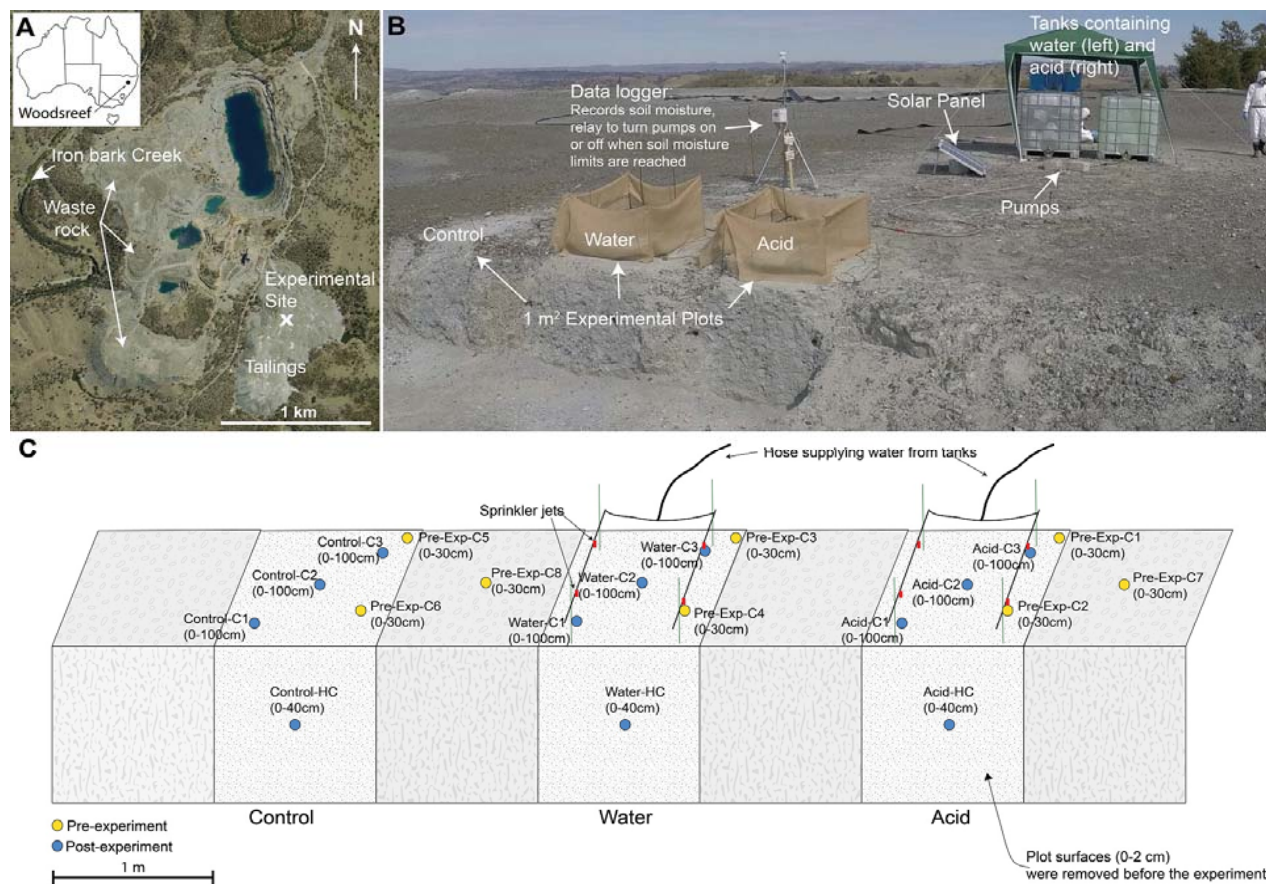 A
N
Woodsreef
Iron bark Creek
Waste
rock
Experimental
Site
Tailings
1 km
B
Tanks containing
water (left) and
acid (right)
Data logger:
Records soil moisture,
relay to turn pumps on
or off when soil moisture
limits are reached
Solar Panel
Pumps
Control
Water
Acid
1 m² Experimental Plots
C
Hose supplying water from tanks
Sprinkler jets
Control-C3
(0-100cm)
Pre-Exp-C5
(0-30cm)
Water-C3
(0-100cm)
Pre-Exp-C3
(0-30cm)
Acid-C3
(0-100cm)
Pre-Exp-C1
(0-30cm)
Control-C2
(0-100cm)
Pre-Exp-C8
(0-30cm)
Water-C2
(0-100cm)
Acid-C2
(0-100cm)
Pre-Exp-C7
(0-30cm)
Control-C1
(0-100cm)
Pre-Exp-C6
(0-30cm)
Water-C1
(0-100cm)
Pre-Exp-C4
(0-30cm)
Acid-C1
(0-100cm)
Pre-Exp-C2
(0-30cm)
Control-HC
(0-40cm)
Water-HC
(0-40cm)
Acid-HC
(0-40cm)
Control
Water
Acid
Pre-experiment
Post-experiment
1 m
Plot surfaces (0-2 cm)
were removed before the experiment